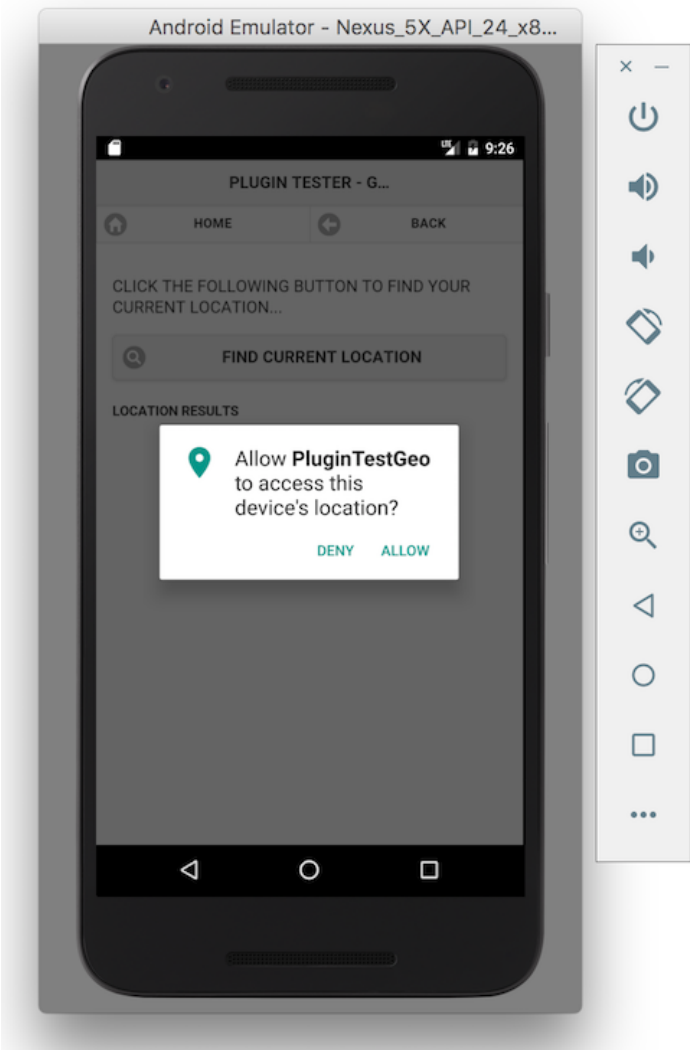 Android Emulator - Nexus_5X_API_24_x8...
LTE 9:26
PLUGIN TESTER - G...
HOME BACK
CLICK THE FOLLOWING BUTTON TO FIND YOUR
CURRENT LOCATION...
FIND CURRENT LOCATION
LOCATION RESULTS
Allow PluginTestGeo
to access this
device's location?
DENY ALLOW